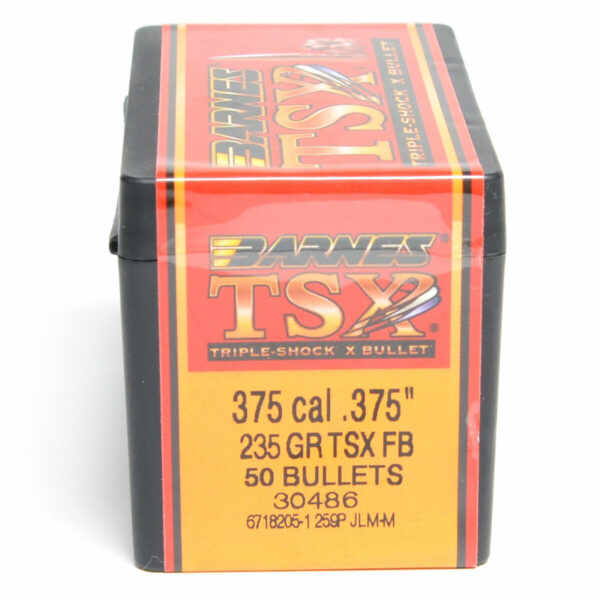 BARNES
TSX
TRIPLE-SHOCK X BULLET
BARNES®
TSX®
TRIPLE-SHOCK X BULLET
375 cal .375"
235 GR TSX FB
50 BULLETS
30486
6718205-1 259P JLM-M